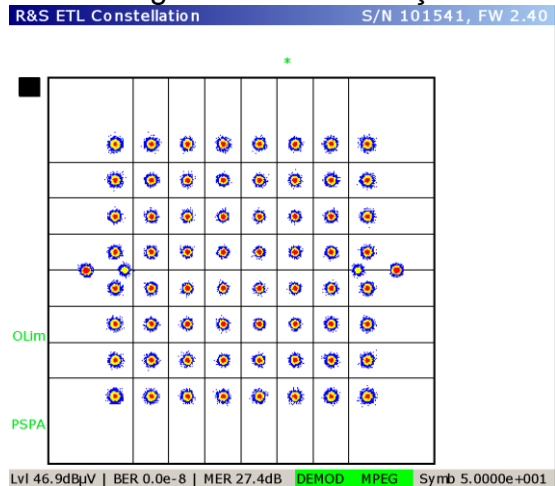 R&S ETL Constellation S/N 101541, FW 2.40
*
OLim
PSPA
Lvl 46.9dBµV | BER 0.0e-8 | MER 27.4dB DEMOD MPEG Symb 5.0000e+001